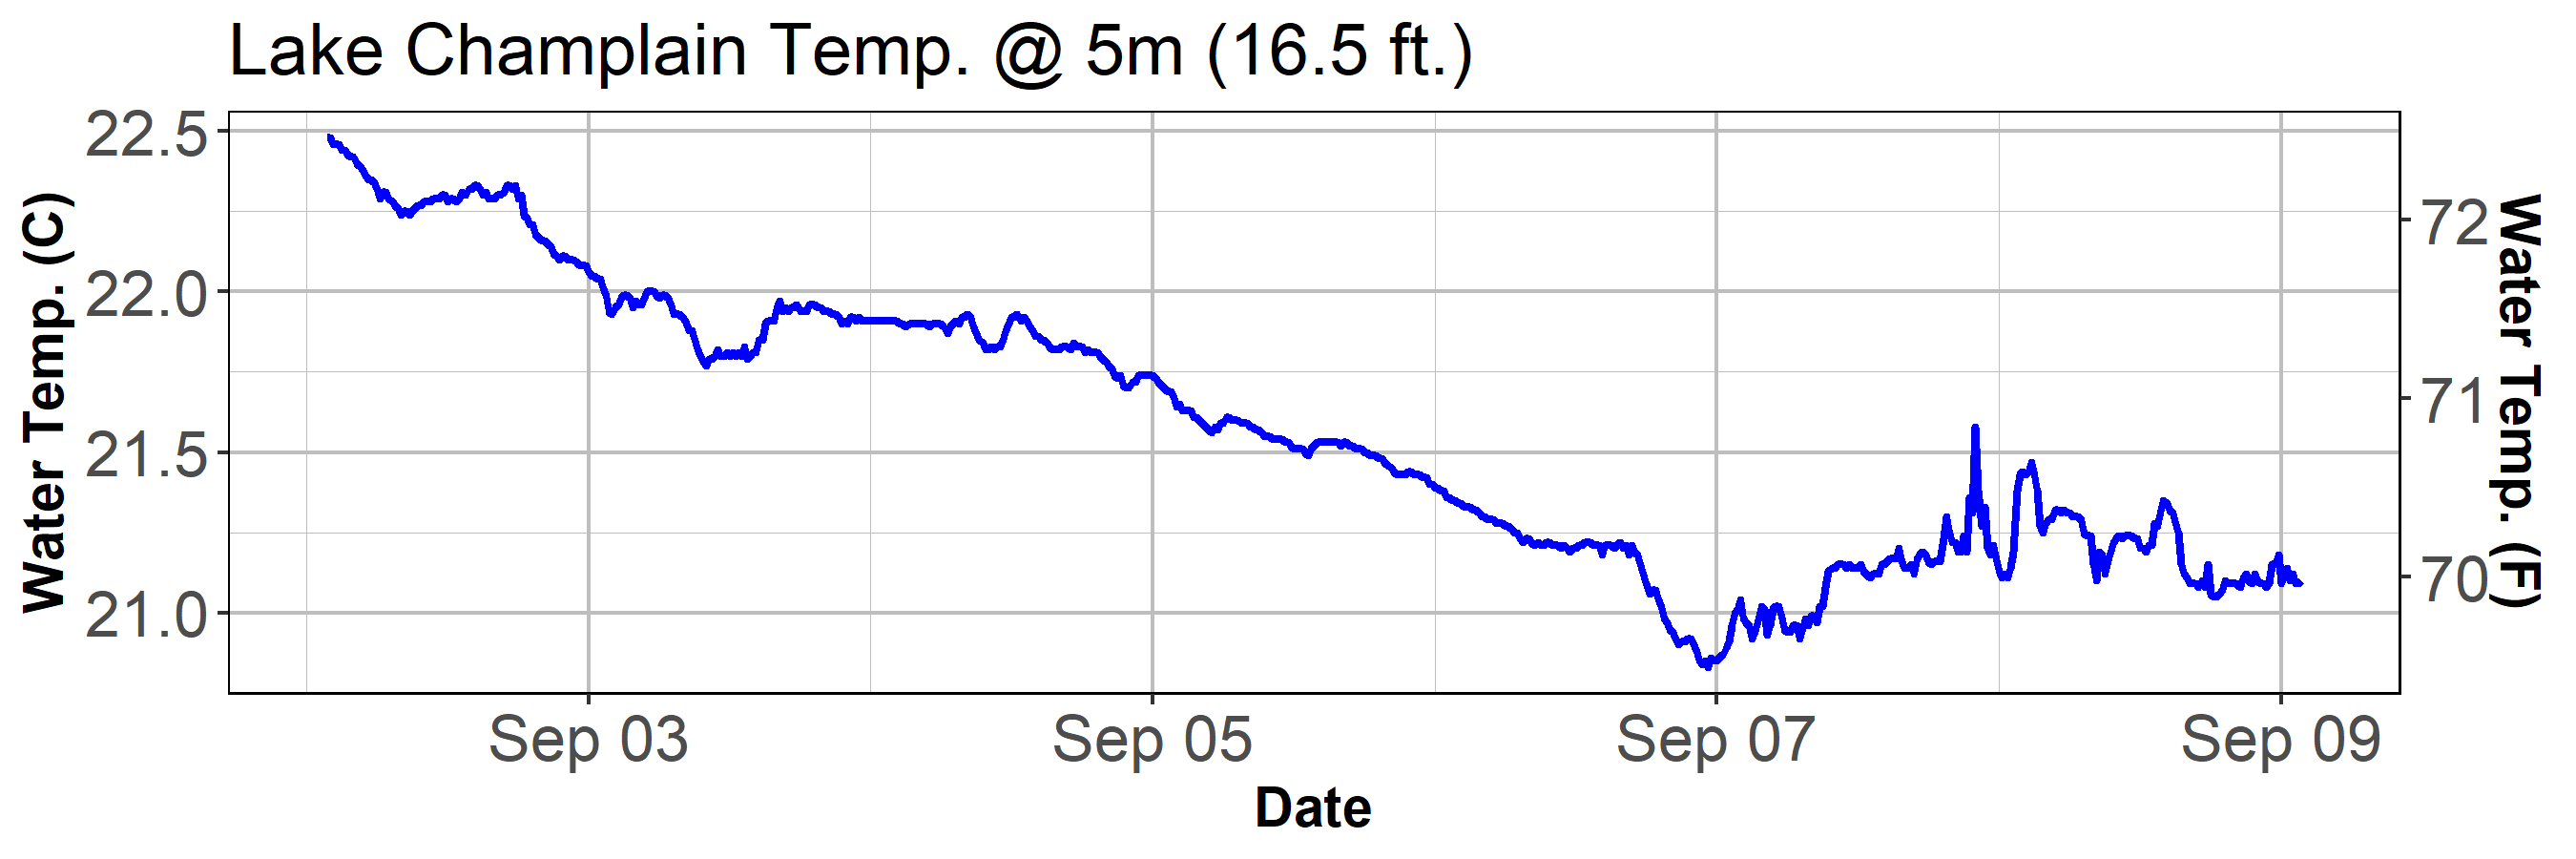 Lake Champlain Temp. @ 5m (16.5 ft.)
Water Temp. (C)
22.5
22.0
21.5
21.0
72
71
70
Water Temp. (F)
Sep 03
Sep 05
Sep 07
Sep 09
Date